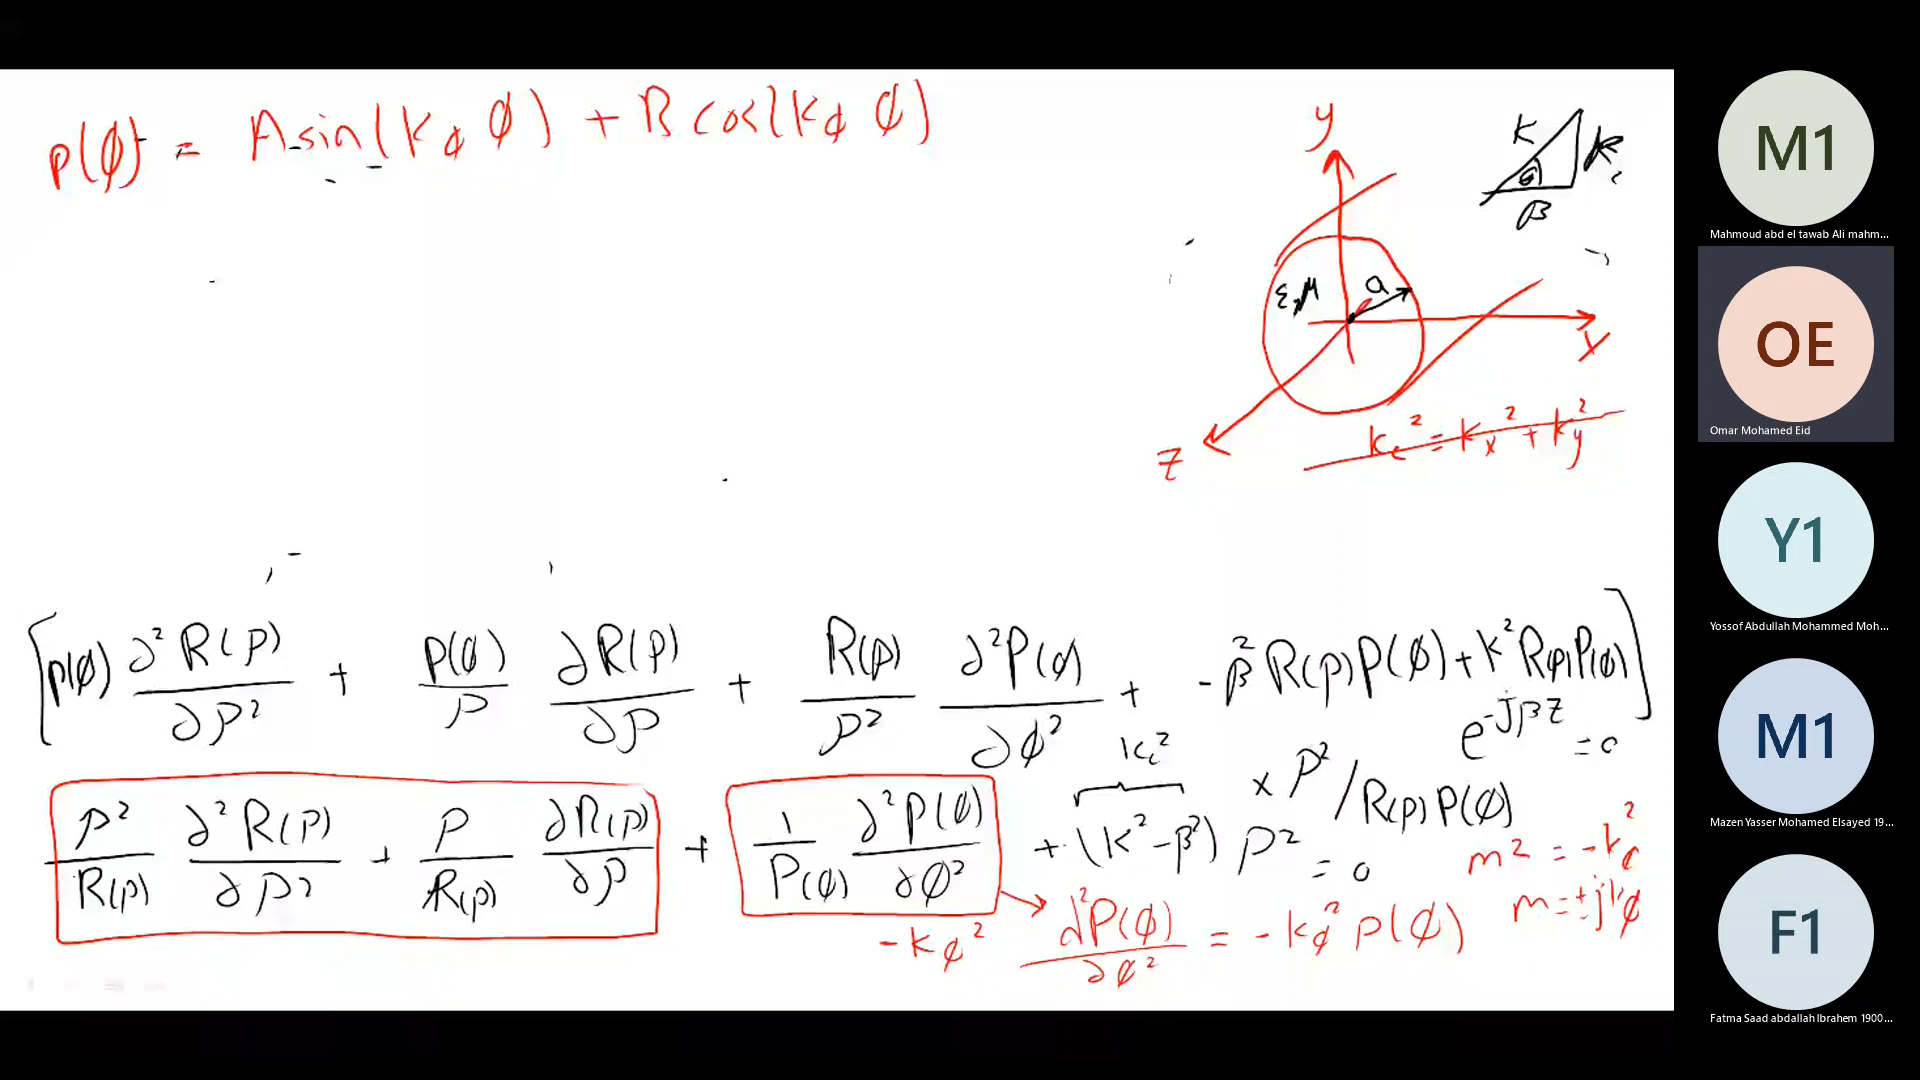 P(φ) = A sin(kφ φ) + B cos(kφ φ)
y
k
kc
θ
β
ε,μ
a
x
z
kc² = kx² + ky²
[P(φ) ∂²R(ρ)/∂ρ² + P(φ)/ρ ∂R(ρ)/∂ρ + R(ρ)/ρ² ∂²P(φ)/∂φ² + -β² R(ρ)P(φ) + k² R(ρ)P(φ)]
e^-jβz = 0
kc²
× ρ²/R(ρ)P(φ)
ρ²/R(ρ) ∂²R(ρ)/∂ρ² + ρ/R(ρ) ∂R(ρ)/∂ρ + 1/P(φ) ∂²P(φ)/∂φ² + (k²-β²) ρ² = 0
m² = -kφ²
m = ±jkφ
-kφ²
d²P(φ)/∂φ² = -kφ² P(φ)
M1
Mahmoud abd el tawab Ali mahm...
OE
Omar Mohamed Eid
Y1
Yossof Abdullah Mohammed Moh...
M1
Mazen Yasser Mohamed Elsayed 19...
F1
Fatma Saad abdallah Ibrahem 1900...